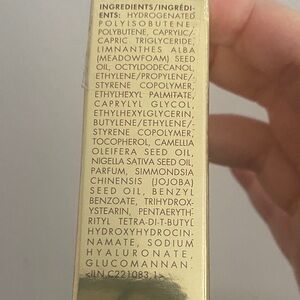 INGREDIENTS/INGRÉDI-
ENTS: HYDROGENATED
POLYISOBUTENE,
POLYBUTENE, CAPRYLIC/
CAPRIC TRIGLYCERIDE,
LIMNANTHES ALBA
(MEADOWFOAM) SEED
OIL, OCTYLDODECANOL,
ETHYLENE/PROPYLENE/
STYRENE COPOLYMER,
ETHYLHEXYL PALMITATE,
CAPRYLYL GLYCOL,
ETHYLHEXYLGLYCERIN,
BUTYLENE/ETHYLENE/
STYRENE COPOLYMER,
TOCOPHEROL, CAMELLIA
OLEIFERA SEED OIL,
NIGELLA SATIVA SEED OIL,
PARFUM, SIMMONDSIA
CHINENSIS (JOJOBA)
SEED OIL, BENZYL
BENZOATE, TRIHYDROX-
YSTEARIN, PENTAERYTH-
RITYL TETRA-DI-T-BUTYL
HYDROXYHYDROCIN-
NAMATE, SODIUM
HYALURONATE,
GLUCOMANNAN.
<ILN C221083 1>